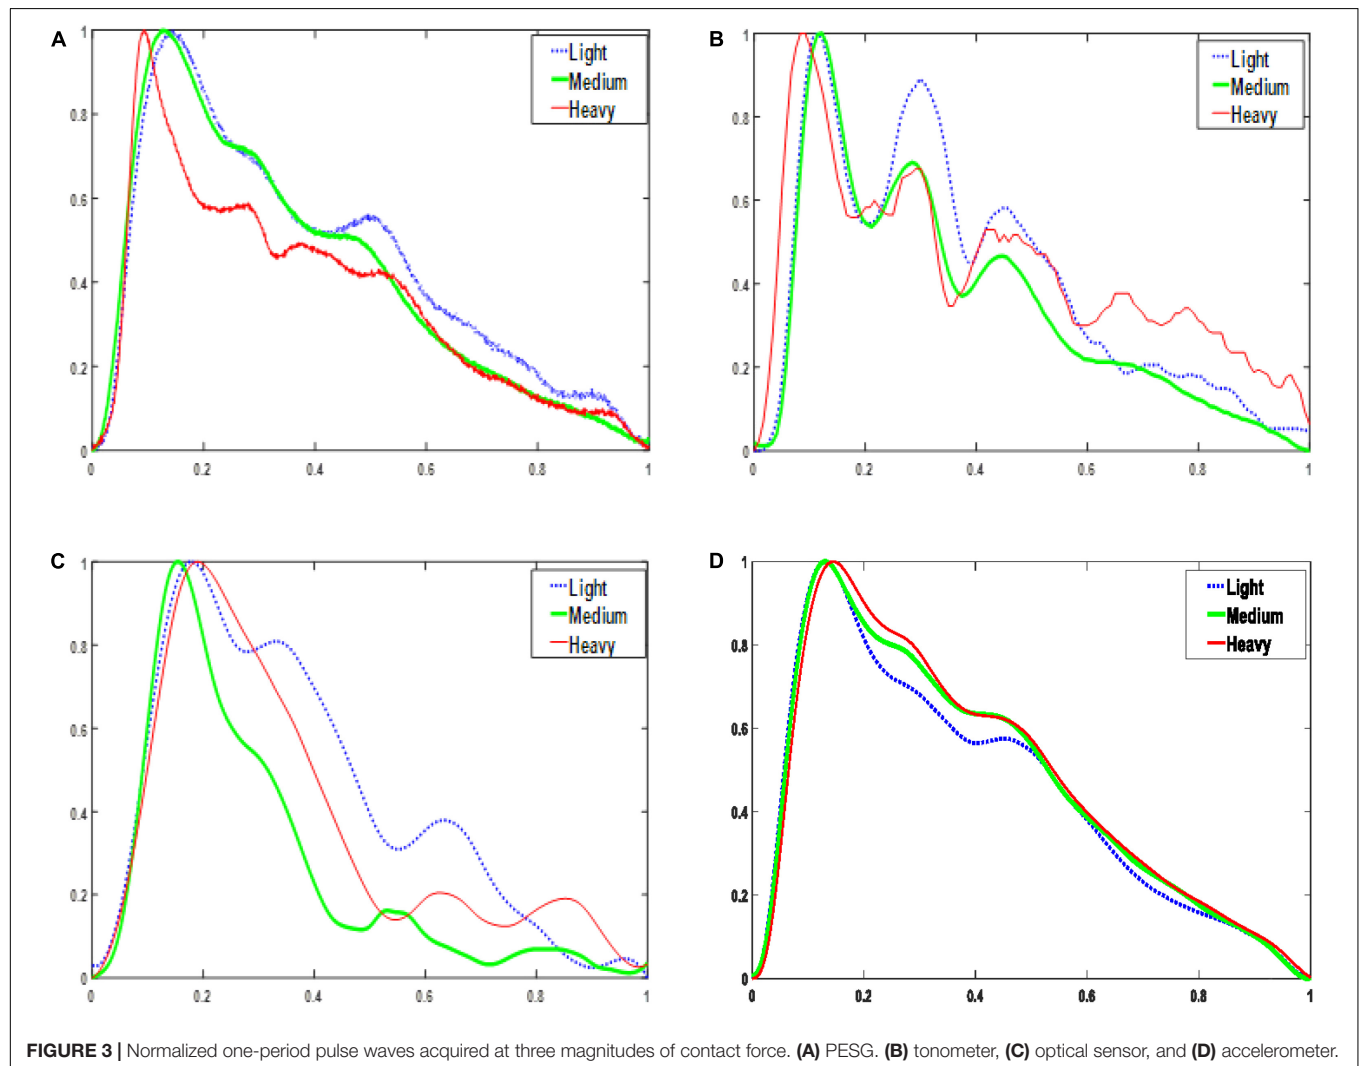 A
1
0.8
0.6
0.4
0.2
0
0 0.2 0.4 0.6 0.8 1
Light
Medium
Heavy
B
1
0.8
0.6
0.4
0.2
0
0 0.2 0.4 0.6 0.8 1
Light
Medium
Heavy
C
1
0.8
0.6
0.4
0.2
0
0 0.2 0.4 0.6 0.8 1
Light
Medium
Heavy
D
1
0.8
0.6
0.4
0.2
0
0 0.2 0.4 0.6 0.8 1
Light
Medium
Heavy
FIGURE 3 | Normalized one-period pulse waves acquired at three magnitudes of contact force. (A) PESG. (B) tonometer, (C) optical sensor, and (D) accelerometer.